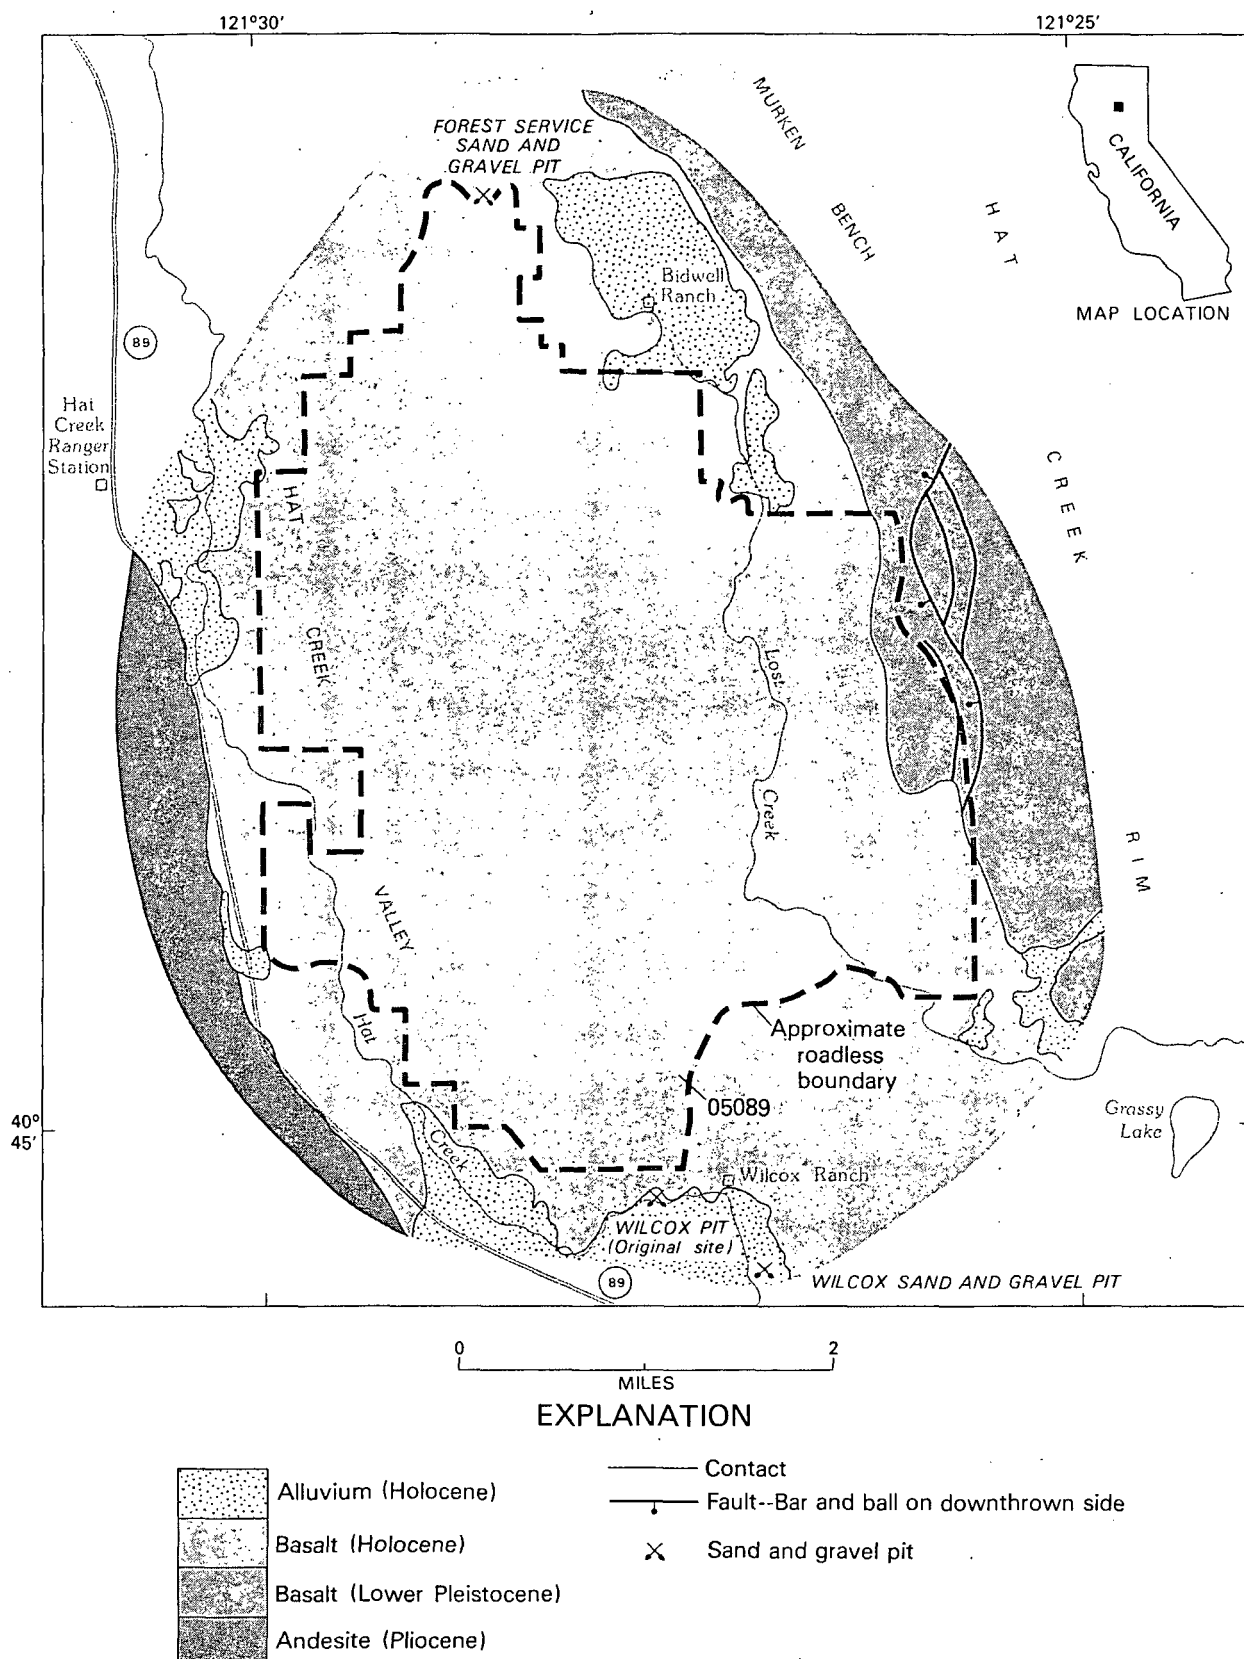 121°30'
121°25'
MURKEN
BENCH
HAT
CREEK
RIM
CALIFORNIA
MAP LOCATION
FOREST SERVICE
SAND AND
GRAVEL PIT
Bidwell
Ranch
89
Hat
Creek
Ranger
Station
HAT
CREEK
VALLEY
Lost
Creek
Hat
Creek
Approximate
roadless
boundary
05089
40°
45'
Grassy
Lake
Wilcox Ranch
WILCOX PIT
(Original site)
89
WILCOX SAND AND GRAVEL PIT
0
2
MILES
EXPLANATION
Alluvium (Holocene)
Basalt (Holocene)
Basalt (Lower Pleistocene)
Andesite (Pliocene)
Contact
Fault--Bar and ball on downthrown side
Sand and gravel pit